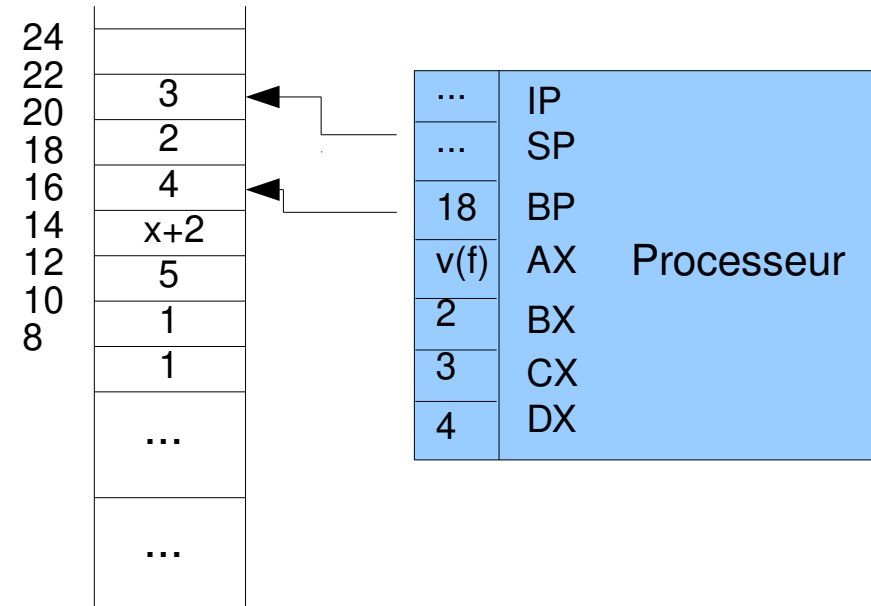 24
22
20
18
16
14
12
10
8
3
2
4
x+2
5
1
1
...
...
... IP
... SP
18 BP
v(f) AX Processeur
2 BX
3 CX
4 DX